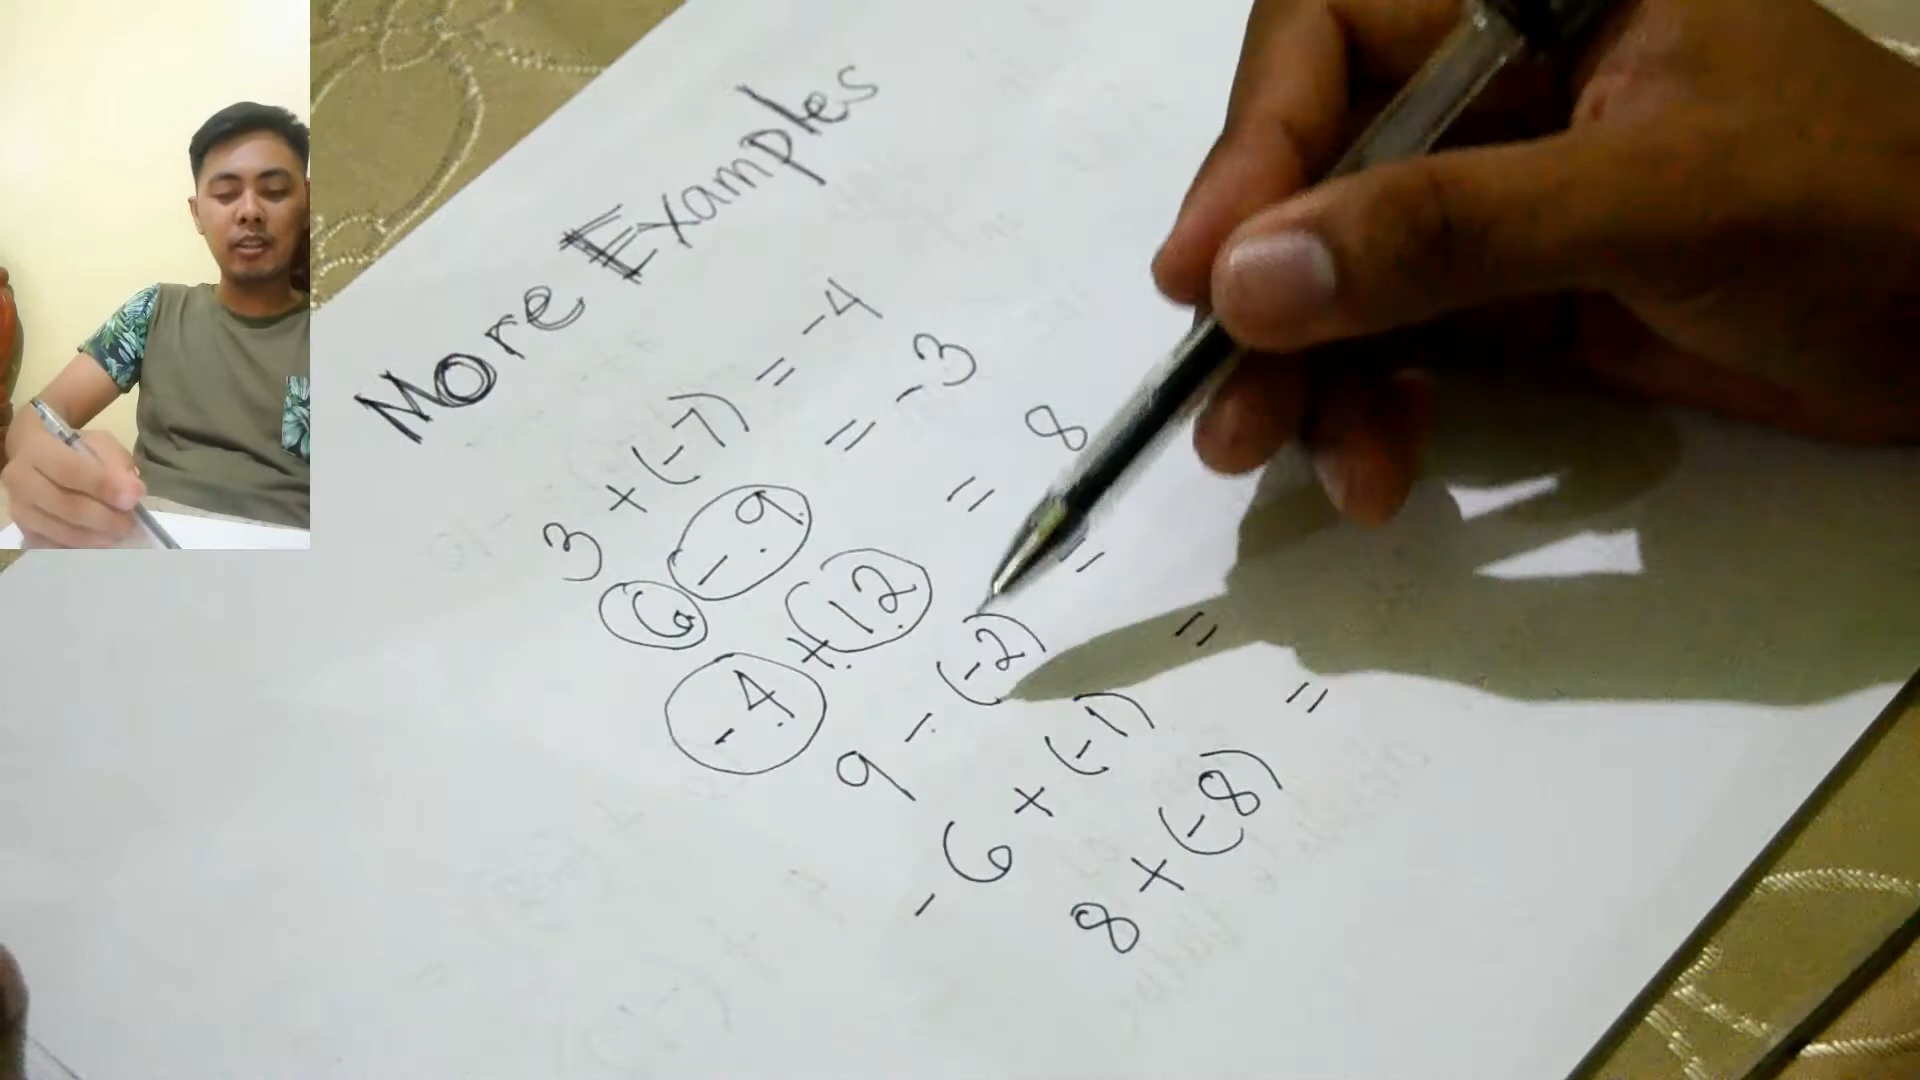 More Examples
3 + (-7) = -4
6 - 9 = -3
-4 + 12 = 8
9 - (-2) =
-6 + (-1) =
8 + (-8) =